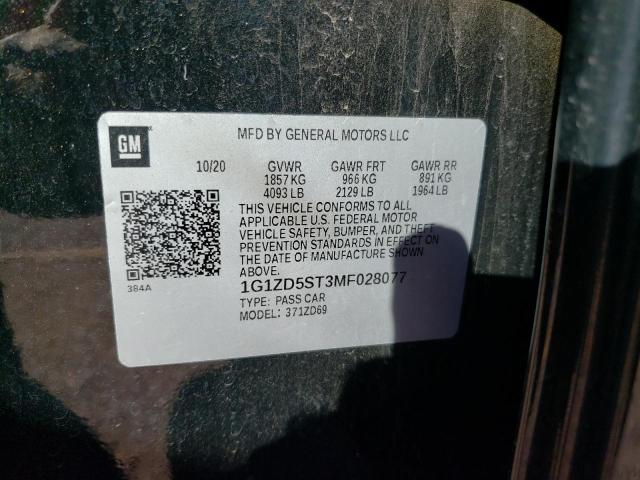 GM
MFD BY GENERAL MOTORS LLC
10/20 GVWR GAWR FRT GAWR RR
1857 KG 966 KG 891 KG
4093 LB 2129 LB 1964 LB
THIS VEHICLE CONFORMS TO ALL
APPLICABLE U.S. FEDERAL MOTOR
VEHICLE SAFETY, BUMPER, AND THEFT
PREVENTION STANDARDS IN EFFECT ON
THE DATE OF MANUFACTURE SHOWN
ABOVE.
384A
1G1ZD5ST3MF028077
TYPE: PASS CAR
MODEL: 371ZD69